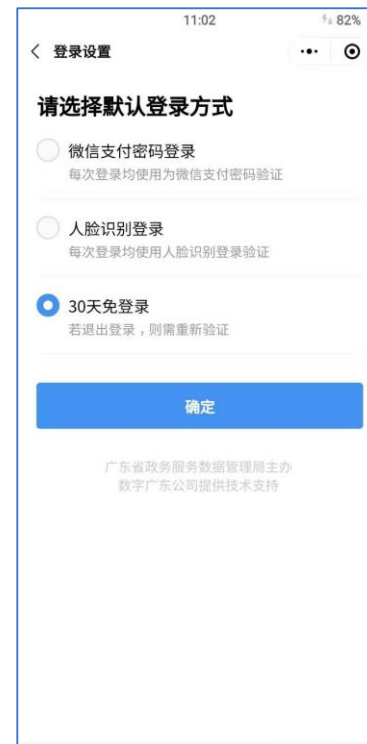 11:02
82%
登录设置
请选择默认登录方式
微信支付密码登录
每次登录均使用为微信支付密码验证
人脸识别登录
每次登录均使用人脸识别登录验证
30天免登录
若退出登录，则需重新验证
确定
广东省政务服务数据管理局主办
数字广东公司提供技术支持